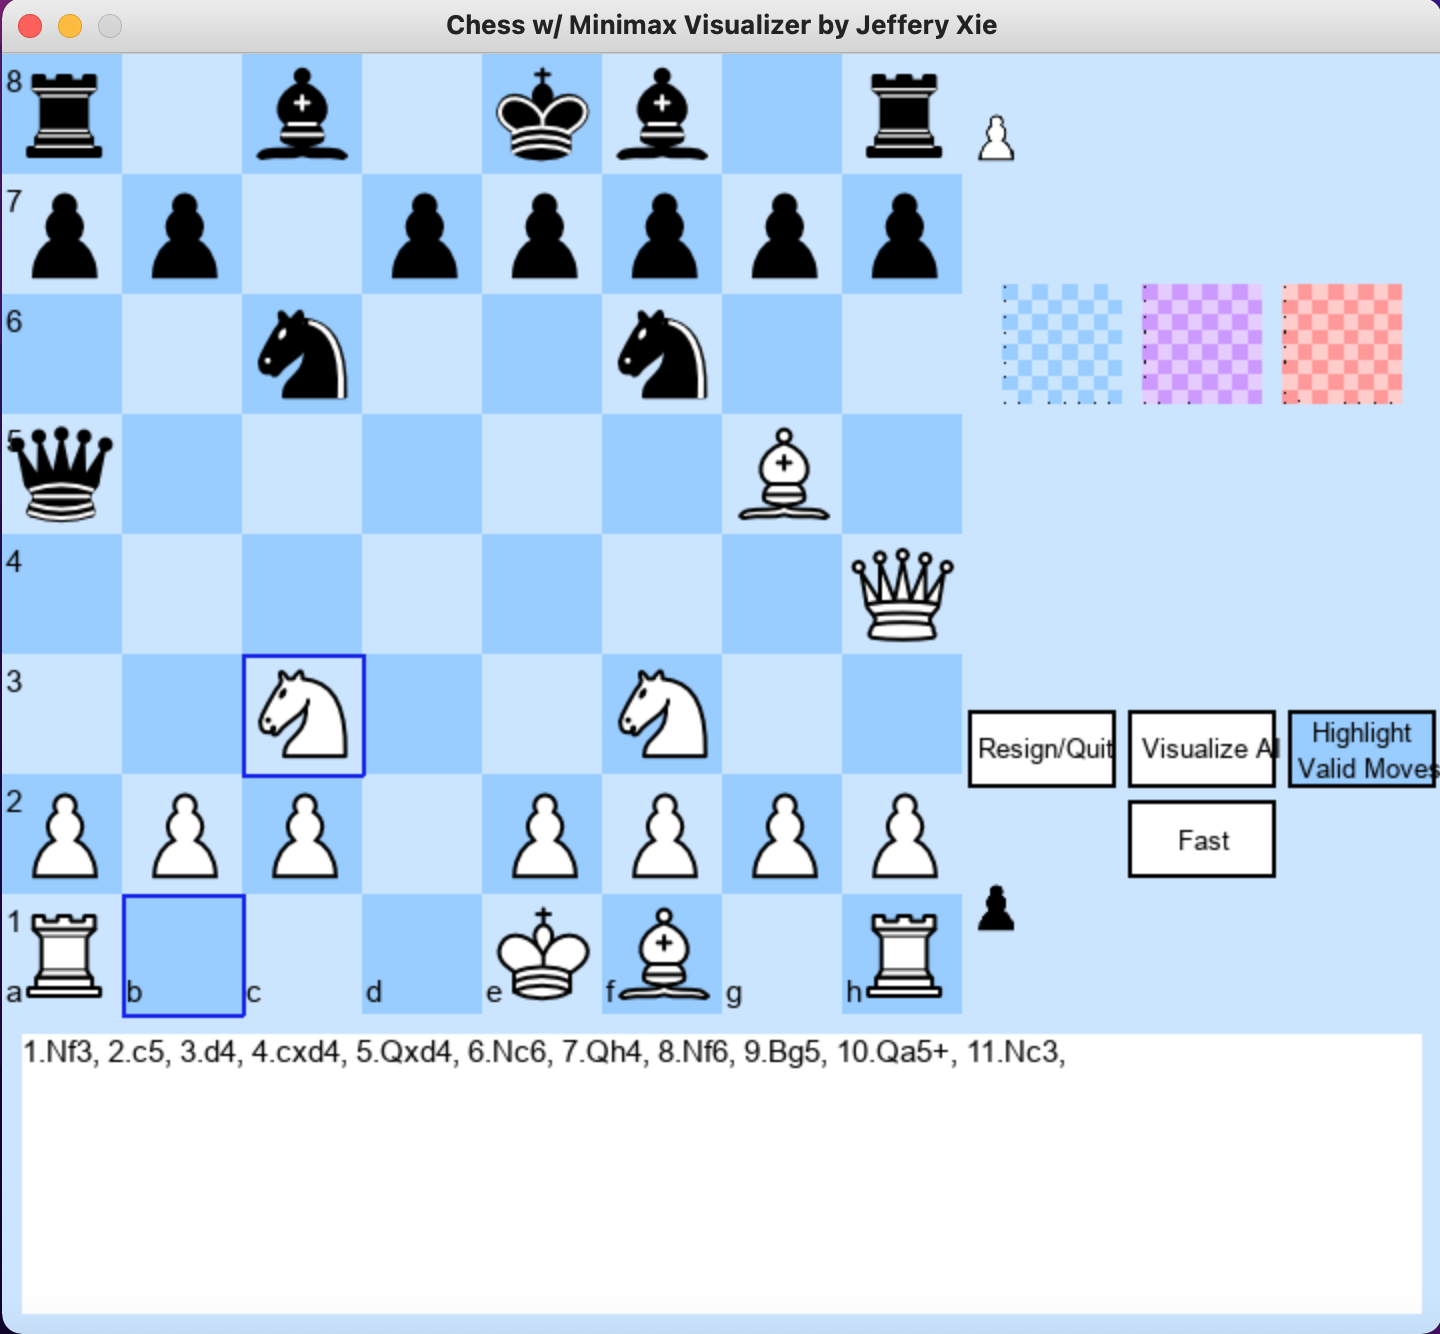 Chess w/ Minimax Visualizer by Jeffery Xie
8
7
6
5
4
3
2
1
a b c d e f g h
Resign/Quit
Visualize AI
Highlight
Valid Moves
Fast
1.Nf3, 2.c5, 3.d4, 4.cxd4, 5.Qxd4, 6.Nc6, 7.Qh4, 8.Nf6, 9.Bg5, 10.Qa5+, 11.Nc3,